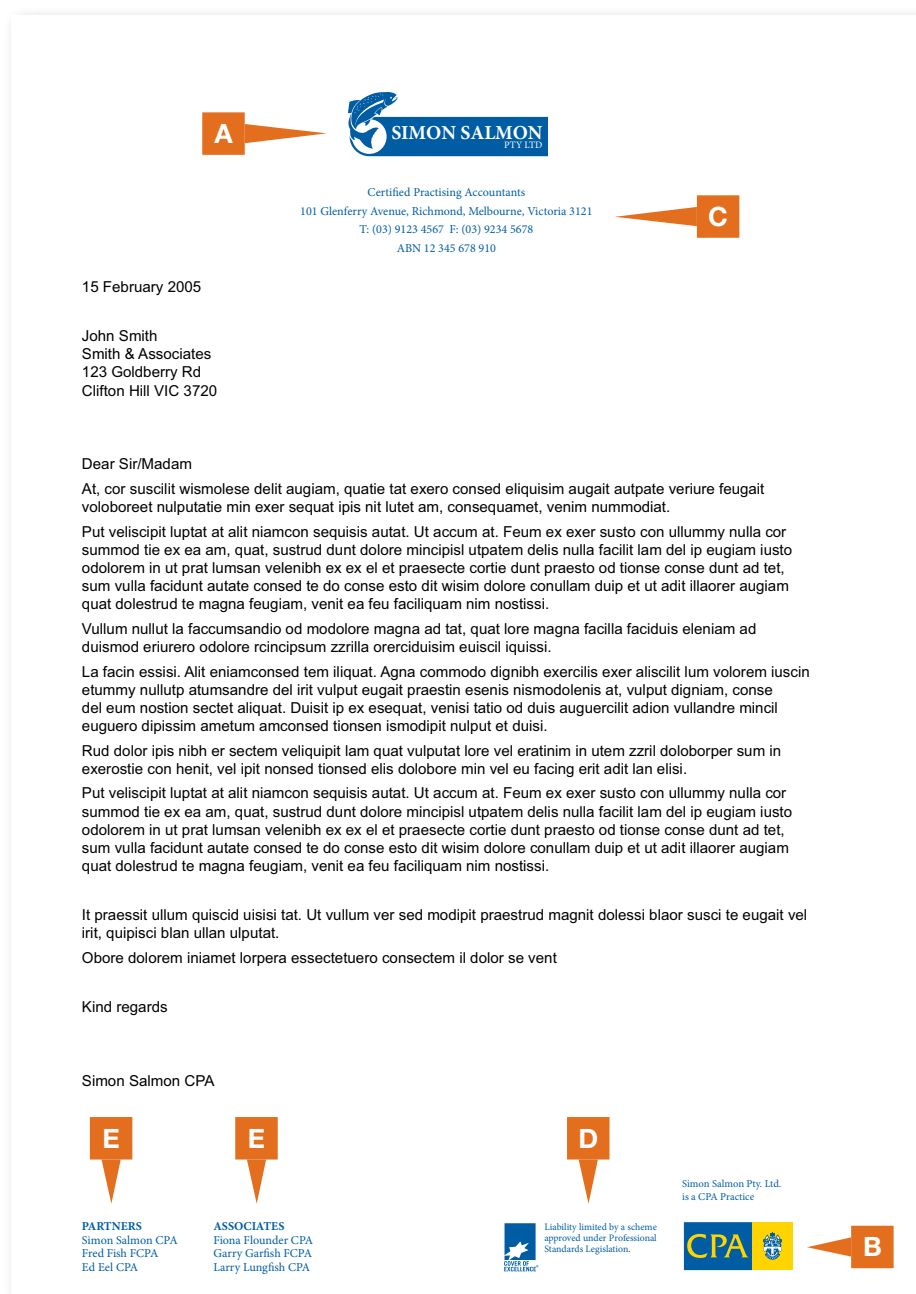 A
SIMON SALMON
PTY LTD
Certified Practising Accountants
101 Glenferry Avenue, Richmond, Melbourne, Victoria 3121
C
T: (03) 9123 4567 F: (03) 9234 5678
ABN 12 345 678 910
15 February 2005
John Smith
Smith & Associates
123 Goldberry Rd
Clifton Hill VIC 3720
Dear Sir/Madam
At, cor suscilit wismolese delit augiam, quatie tat exero consed eliquisim augait autpate veriure feugait
voloboreet nulputatie min exer sequat ipis nit lutet am, consequamet, venim nummodiat.
Put veliscipit luptat at alit niamcon sequisis autat. Ut accum at. Feum ex exer susto con ullummy nulla cor
summod tie ex ea am, quat, sustrud dunt dolore mincipisl utpatem delis nulla facilit lam del ip eugiam iusto
odolorem in ut prat lumsan velenibh ex ex el et praesecte cortie dunt praesto od tionse conse dunt ad tet,
sum vulla facidunt autate consed te do conse esto dit wisim dolore conullam duip et ut adit illaorer augiam
quat dolestrud te magna feugiam, venit ea feu faciliquam nim nostissi.
Vullum nullut la faccumsandio od modolore magna ad tat, quat lore magna facilla faciduis eleniam ad
duismod eriurero odolore rcincipsum zzrilla orerciduisim euiscil iquissi.
La facin essisi. Alit eniamconsed tem iliquat. Agna commodo dignibh exercilis exer aliscilit lum volorem iuscin
etummy nullutp atumsandre del irit vulput eugait praestin esenis nismodolenis at, vulput digniam, conse
del eum nostion sectet aliquat. Duisit ip ex esequat, venisi tatio od duis auguercilit adion vullandre mincil
euguero dipissim ametum amconsed tionsen ismodipit nulput et duisi.
Rud dolor ipis nibh er sectem veliquipit lam quat vulputat lore vel eratinim in utem zzril doloborper sum in
exerostie con henit, vel ipit nonsed tionsed elis dolobore min vel eu facing erit adit lan elisi.
Put veliscipit luptat at alit niamcon sequisis autat. Ut accum at. Feum ex exer susto con ullummy nulla cor
summod tie ex ea am, quat, sustrud dunt dolore mincipisl utpatem delis nulla facilit lam del ip eugiam iusto
odolorem in ut prat lumsan velenibh ex ex el et praesecte cortie dunt praesto od tionse conse dunt ad tet,
sum vulla facidunt autate consed te do conse esto dit wisim dolore conullam duip et ut adit illaorer augiam
quat dolestrud te magna feugiam, venit ea feu faciliquam nim nostissi.
It praessit ullum quiscid uisisi tat. Ut vullum ver sed modipit praestrud magnit dolessi blaor susci te eugait vel
irit, quipisci blan ullan ulputat.
Obore dolorem iniamet lorpera essectetuero consectem il dolor se vent
Kind regards
Simon Salmon CPA
E
E
D
PARTNERS
Simon Salmon CPA
Fred Fish FCPA
Ed Eel CPA
ASSOCIATES
Fiona Flounder CPA
Garry Garfish FCPA
Larry Lungfish CPA
COVER OF
EXCELLENCE®
Liability limited by a scheme
approved under Professional
Standards Legislation.
Simon Salmon Pty. Ltd.
is a CPA Practice
CPA
B